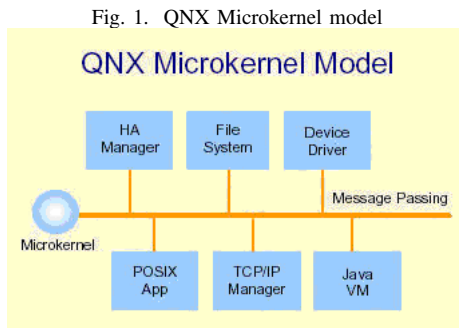 Fig. 1. QNX Microkernel model
QNX Microkernel Model
HA
Manager
File
System
Device
Driver
Message Passing
Microkernel
POSIX
App
TCP/IP
Manager
Java
VM